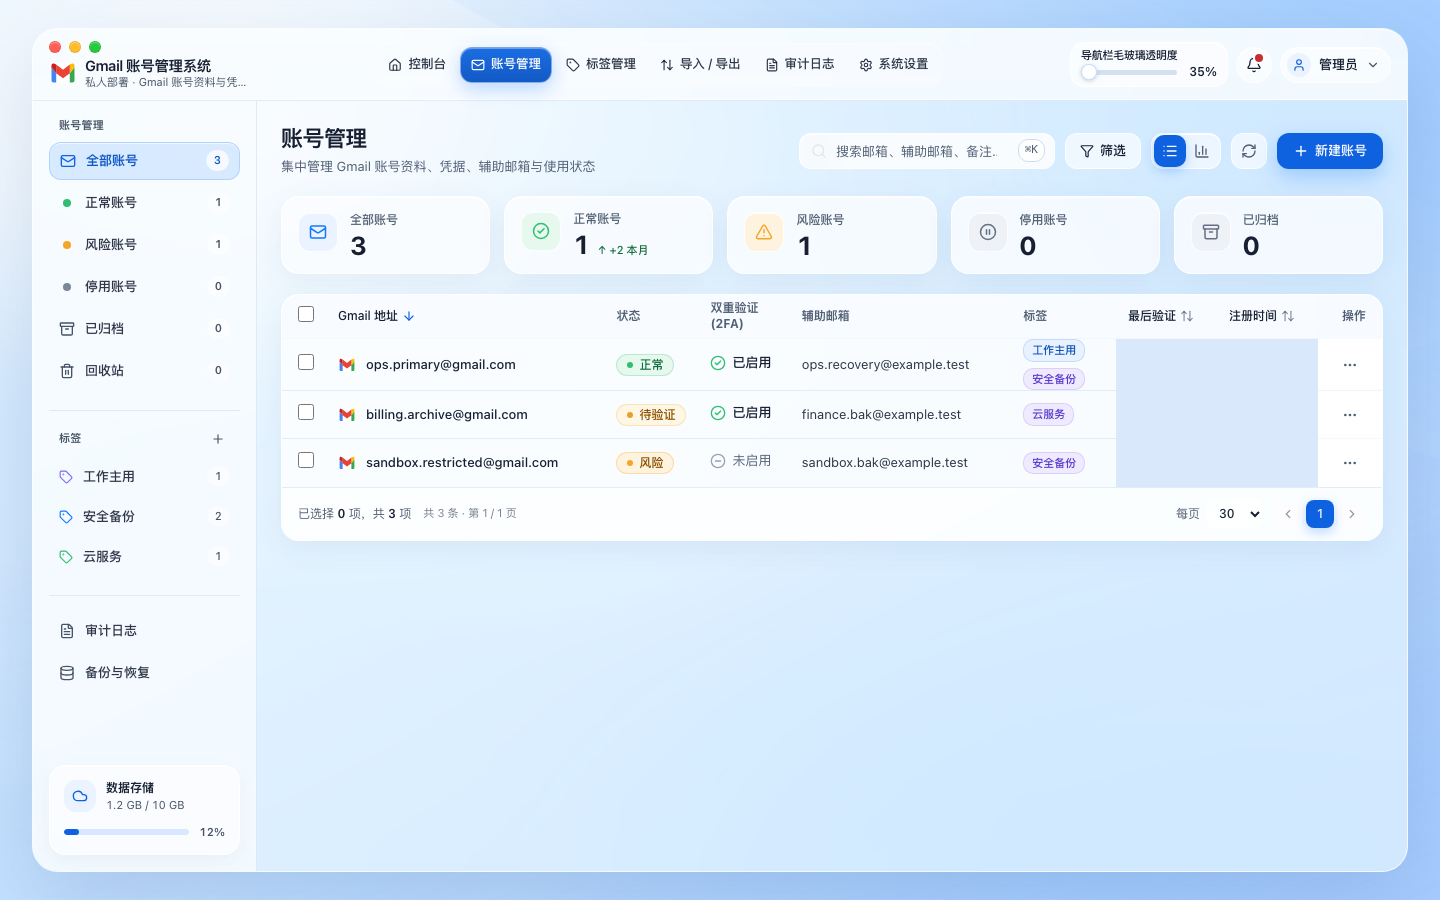 Gmail 账号管理系统
私人部署 · Gmail 账号资料与凭...
控制台
账号管理
标签管理
导入 / 导出
审计日志
系统设置
导航栏毛玻璃透明度
35%
管理员
账号管理
全部账号 3
正常账号 1
风险账号 1
停用账号 0
已归档 0
回收站 0
标签
工作主用 1
安全备份 2
云服务 1
审计日志
备份与恢复
数据存储
1.2 GB / 10 GB
12%
账号管理
集中管理 Gmail 账号资料、凭据、辅助邮箱与使用状态
搜索邮箱、辅助邮箱、备注..
⌘K
筛选
新建账号
全部账号
3
正常账号
1 ↑ +2 本月
风险账号
1
停用账号
0
已归档
0
Gmail 地址 ↓
状态
双重验证
(2FA)
辅助邮箱
标签
最后验证
注册时间
操作
ops.primary@gmail.com
正常
已启用
ops.recovery@example.test
工作主用
安全备份
···
billing.archive@gmail.com
待验证
已启用
finance.bak@example.test
云服务
···
sandbox.restricted@gmail.com
风险
未启用
sandbox.bak@example.test
安全备份
···
已选择 0 项，共 3 项
共 3 条 · 第 1 / 1 页
每页
30
1